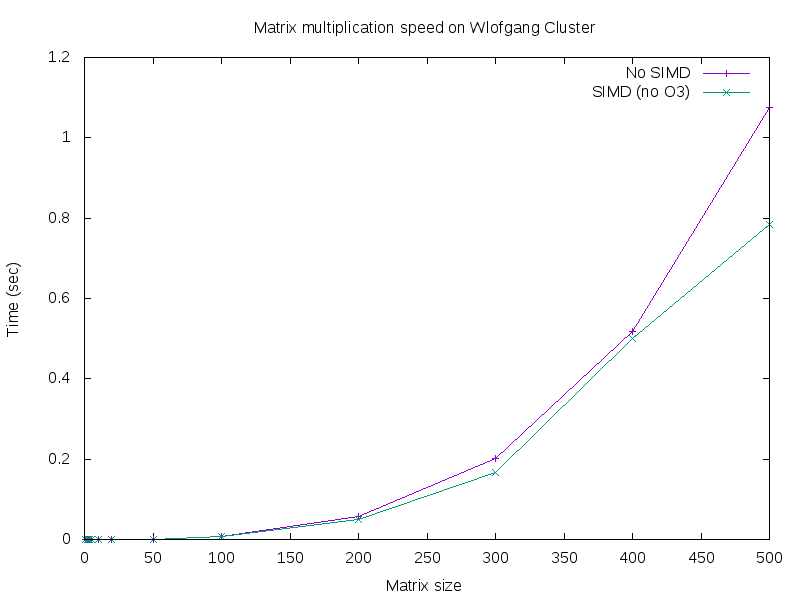 Matrix multiplication speed on Wlofgang Cluster
No SIMD
SIMD (no O3)
1.2
1
0.8
0.6
0.4
0.2
0
Time (sec)
0 50 100 150 200 250 300 350 400 450 500
Matrix size